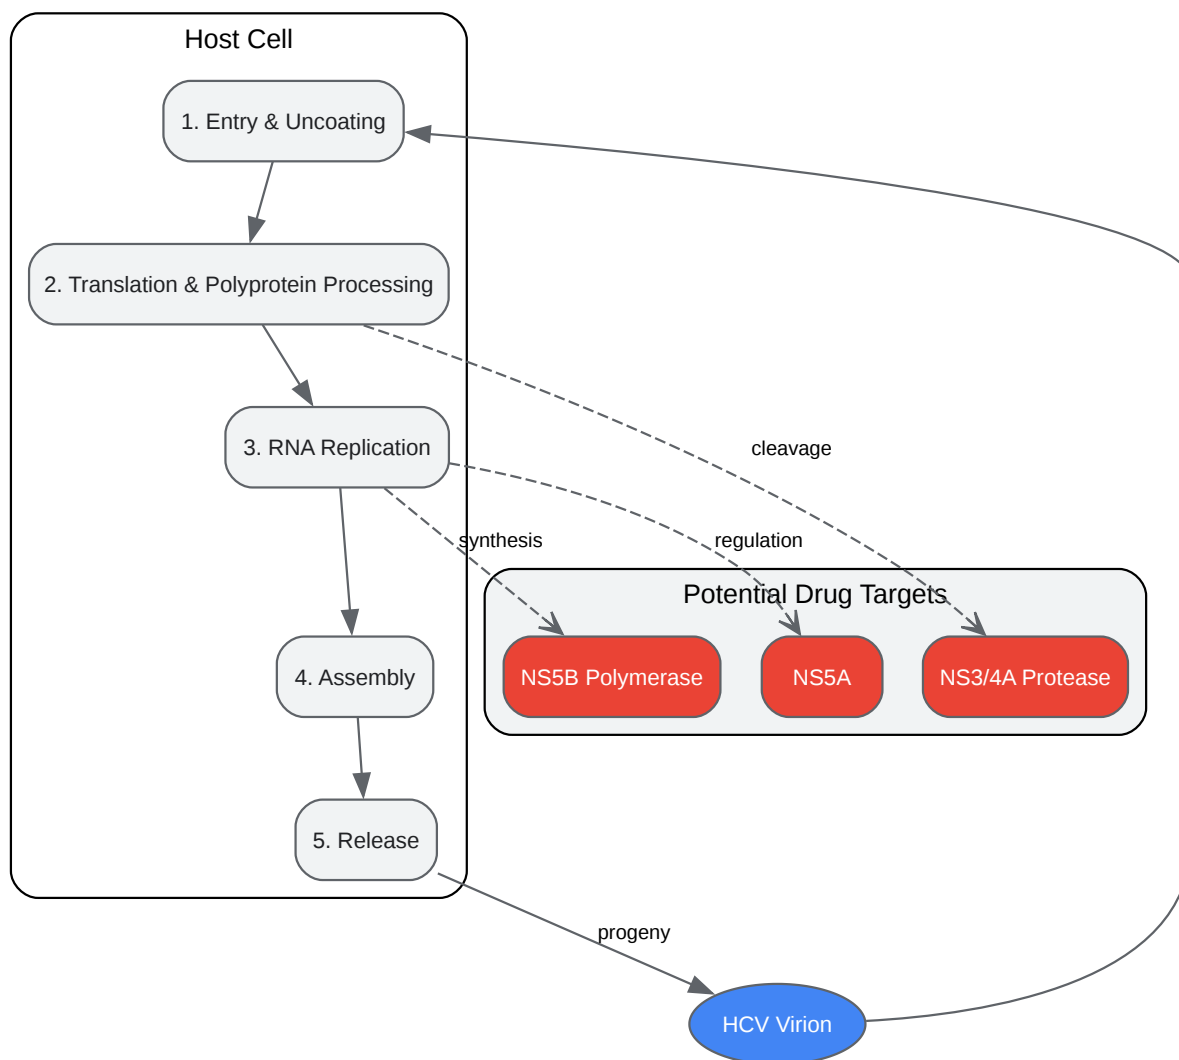 Host Cell
1. Entry & Uncoating
2. Translation & Polyprotein Processing
3. RNA Replication
cleavage
synthesis
regulation
Potential Drug Targets
NS5B Polymerase
NS5A
NS3/4A Protease
4. Assembly
5. Release
progeny
HCV Virion